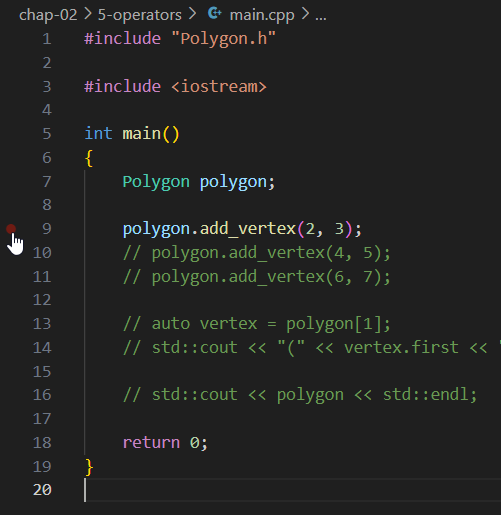 chap-02 > 5-operators > main.cpp > ...
1 #include "Polygon.h"
2
3 #include <iostream>
4
5 int main()
6 {
7 Polygon polygon;
8
9 polygon.add_vertex(2, 3);
10 // polygon.add_vertex(4, 5);
11 // polygon.add_vertex(6, 7);
12
13 // auto vertex = polygon[1];
14 // std::cout << "(" << vertex.first << "
15
16 // std::cout << polygon << std::endl;
17
18 return 0;
19 }
20